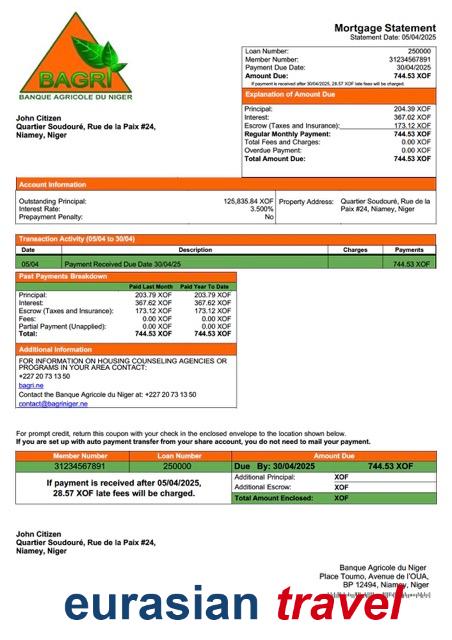 Mortgage Statement
Statement Date: 05/04/2025
BAGRI
BANQUE AGRICOLE DU NIGER
Loan Number: 250000
Member Number: 31234567891
Payment Due Date: 30/04/2025
Amount Due: 744.53 XOF
If payment is received after 30/04/2025, 28.57 XOF late fees will be charged.
Explanation of Amount Due
Principal: 204.39 XOF
Interest: 367.02 XOF
Escrow (Taxes and Insurance): 173.12 XOF
Regular Monthly Payment: 744.53 XOF
Total Fees and Charges: 0.00 XOF
Overdue Payment: 0.00 XOF
Total Amount Due: 744.53 XOF
John Citizen
Quartier Soudouré, Rue de la Paix #24,
Niamey, Niger
Account Information
Outstanding Principal: 125,835.84 XOF
Interest Rate: 3.500%
Prepayment Penalty: No
Property Address: Quartier Soudouré, Rue de la
Paix #24, Niamey, Niger
Transaction Activity (05/04 to 30/04)
Date Description Charges Payments
05/04 Payment Received Due Date 30/04/25 744.53 XOF
Past Payments Breakdown
Paid Last Month Paid Year To Date
Principal: 203.79 XOF 203.79 XOF
Interest: 367.62 XOF 367.62 XOF
Escrow (Taxes and Insurance): 173.12 XOF 173.12 XOF
Fees: 0.00 XOF 0.00 XOF
Partial Payment (Unapplied): 0.00 XOF 0.00 XOF
Total: 744.53 XOF 744.53 XOF
Additional Information
FOR INFORMATION ON HOUSING COUNSELING AGENCIES OR
PROGRAMS IN YOUR AREA CONTACT:
+227 20 73 13 50
bagri.ne
Contact the Banque Agricole du Niger at: +227 20 73 13 50
contact@bagriniger.ne
For prompt credit, return this coupon with your check in the enclosed envelope to the location shown below.
If you are set up with auto payment transfer from your share account, you do not need to mail your payment.
Member Number Loan Number Amount Due
31234567891 250000 Due By: 30/04/2025 744.53 XOF
If payment is received after 05/04/2025,
28.57 XOF late fees will be charged.
Additional Principal: XOF
Additional Escrow: XOF
Total Amount Enclosed: XOF
John Citizen
Quartier Soudouré, Rue de la Paix #24,
Niamey, Niger
Banque Agricole du Niger
Place Toumo, Avenue de l'OUA,
BP 12494, Niamey, Niger
eurasian travel